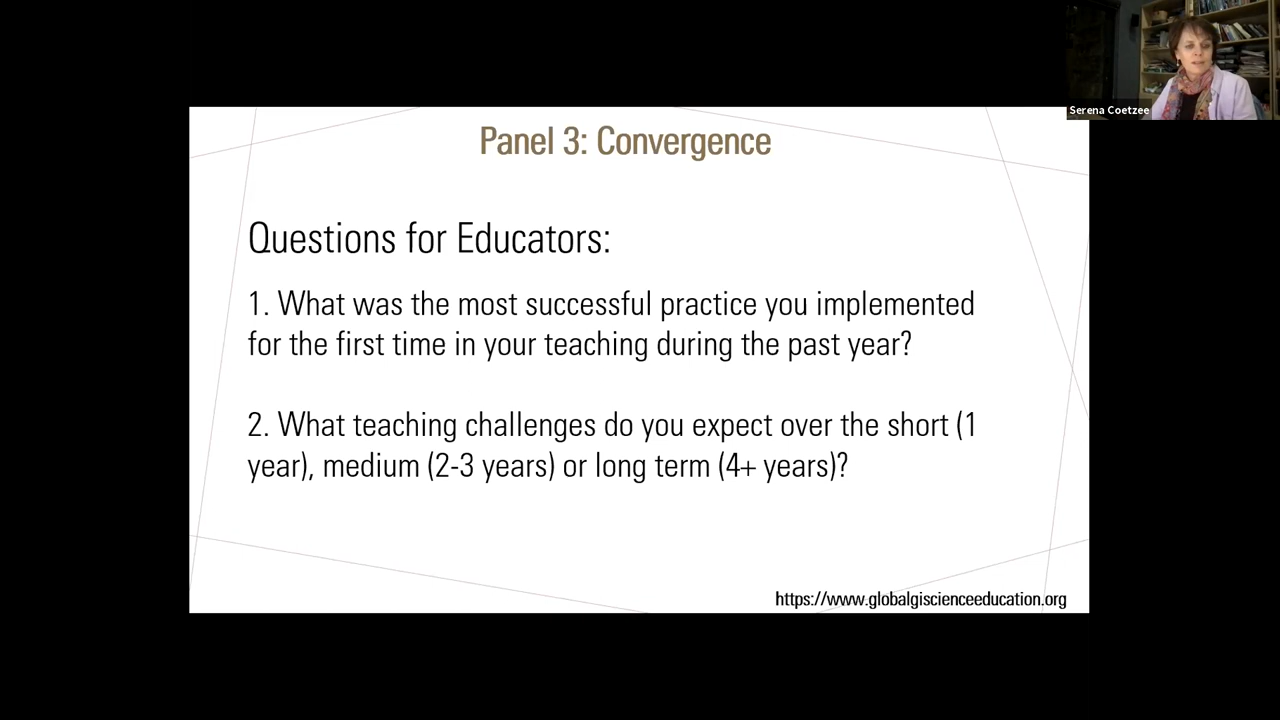 Serena Coetzee
Panel 3: Convergence
Questions for Educators:
1. What was the most successful practice you implemented
for the first time in your teaching during the past year?
2. What teaching challenges do you expect over the short (1
year), medium (2-3 years) or long term (4+ years)?
https://www.globalgiscienceeducation.org